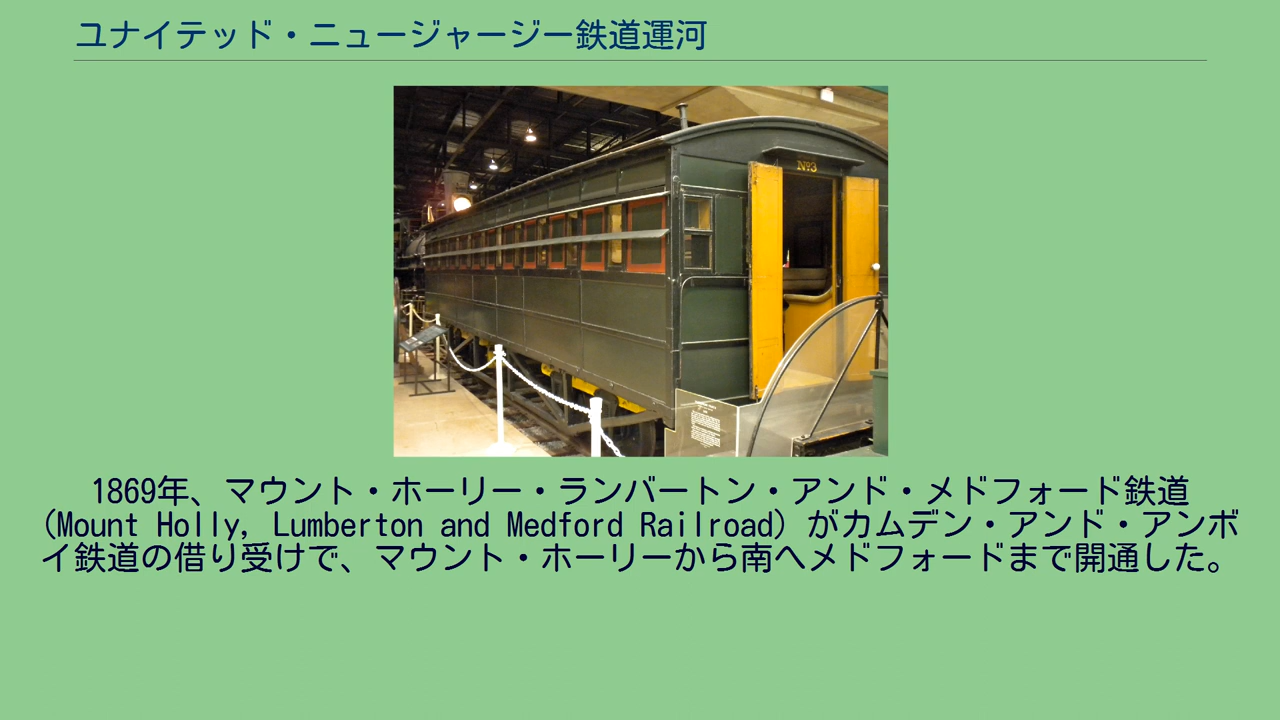 ユナイテッド・ニュージャージー鉄道運河
Nº3
1869年、マウント・ホーリー・ランバートン・アンド・メドフォード鉄道
(Mount Holly, Lumberton and Medford Railroad) がカムデン・アンド・アンボ
イ鉄道の借り受けで、マウント・ホーリーから南へメドフォードまで開通した。